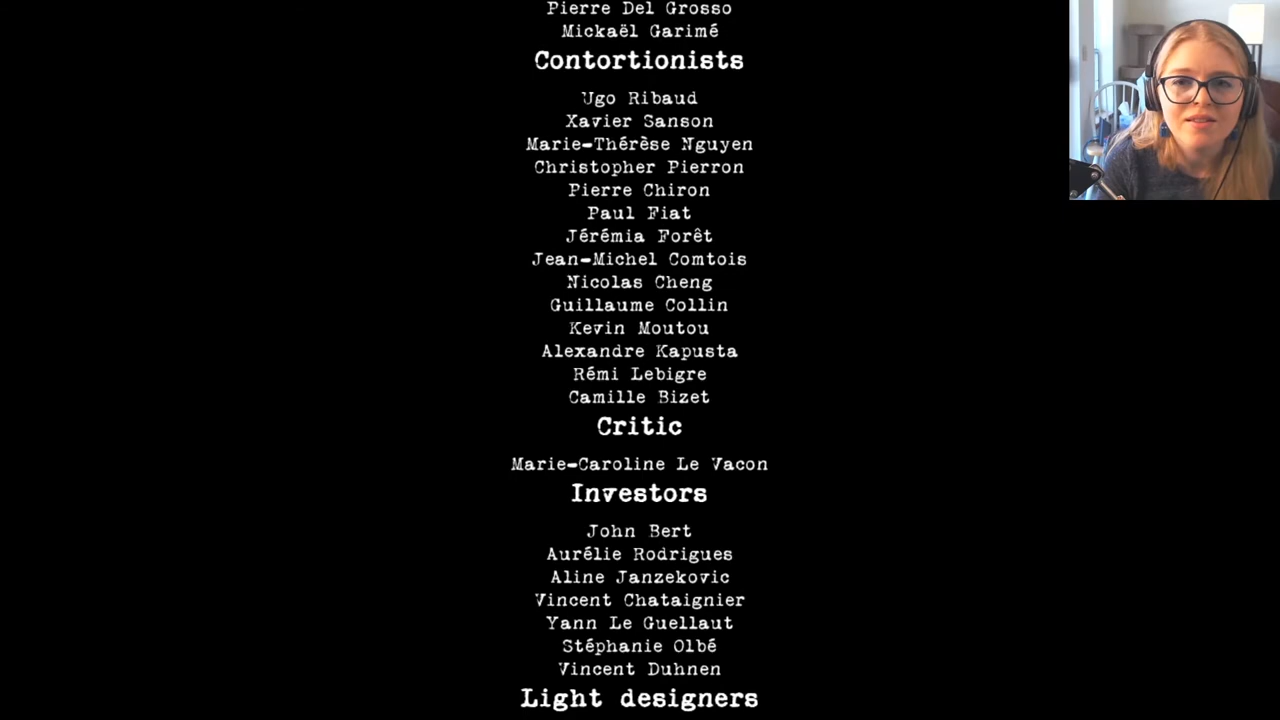 Pierre Del Grosso
Mickaël Garimé
Contortionists
Ugo Ribaud
Xavier Sanson
Marie-Thérèse Nguyen
Christopher Pierron
Pierre Chiron
Paul Fiat
Jérémia Forêt
Jean-Michel Comtois
Nicolas Cheng
Guillaume Collin
Kevin Moutou
Alexandre Kapusta
Rémi Lebigre
Camille Bizet
Critic
Marie-Caroline Le Vacon
Investors
John Bert
Aurélie Rodrigues
Aline Janzekovic
Vincent Chataignier
Yann Le Guellaut
Stéphanie Olbé
Vincent Duhnen
Light designers